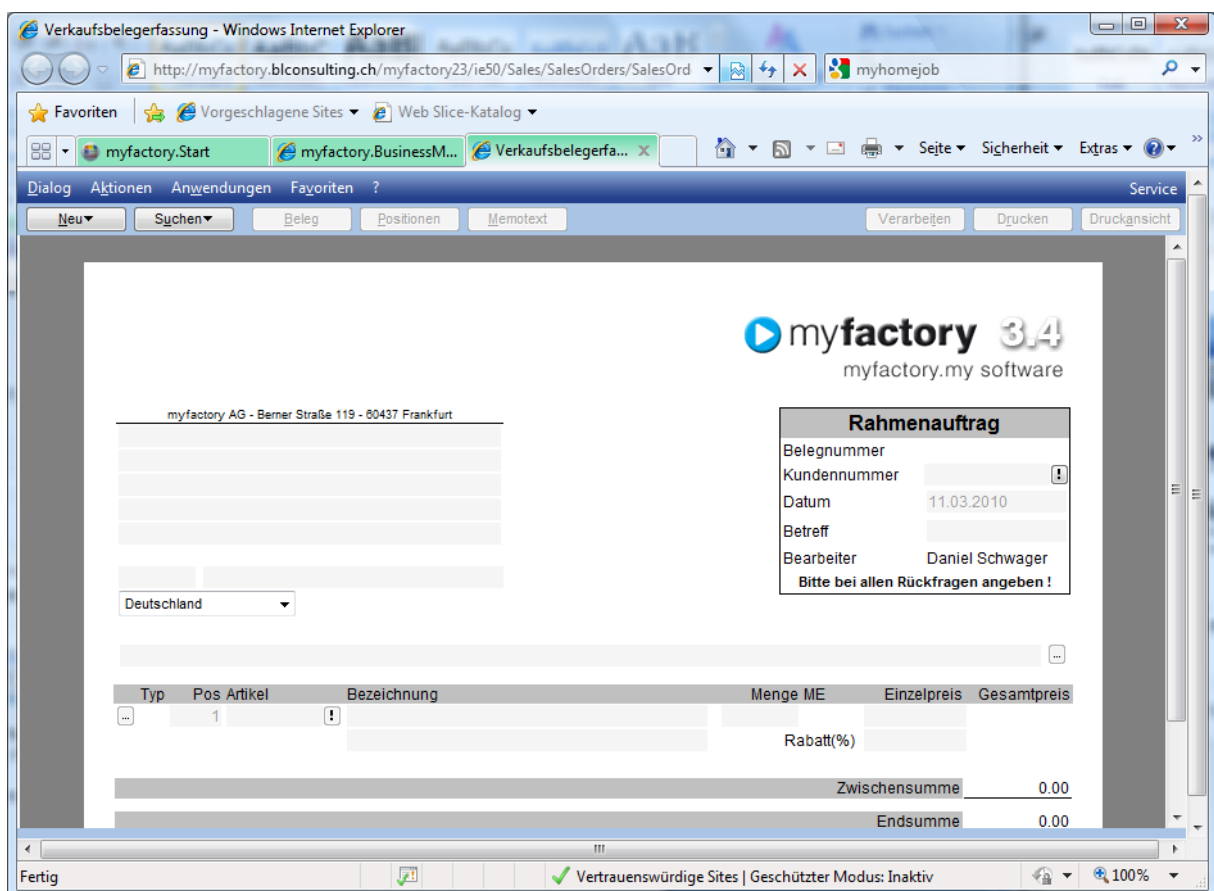 Verkaufsbelegerfassung - Windows Internet Explorer
http://myfactory.blconsulting.ch/myfactory23/ie50/Sales/SalesOrders/SalesOrd myhomejob
Favoriten Vorgeschlagene Sites Web Slice-Katalog
myfactory.Start myfactory.BusinessM... Verkaufsbelegerfa... Seite Sicherheit Extras
Dialog Aktionen Anwendungen Favoriten ? Service
Neu Suchen Beleg Positionen Memotext Verarbeiten Drucken Druckansicht
myfactory 3.4
myfactory.my software
myfactory AG - Berner Straße 119 - 60437 Frankfurt
Rahmenauftrag
Belegnummer
Kundennummer !
Datum 11.03.2010
Betreff
Bearbeiter Daniel Schwager
Bitte bei allen Rückfragen angeben !
Deutschland
...
Typ Pos Artikel Bezeichnung Menge ME Einzelpreis Gesamtpreis
... 1 !
Rabatt(%)
Zwischensumme 0.00
Endsumme 0.00
Fertig Vertrauenswürdige Sites | Geschützter Modus: Inaktiv 100%